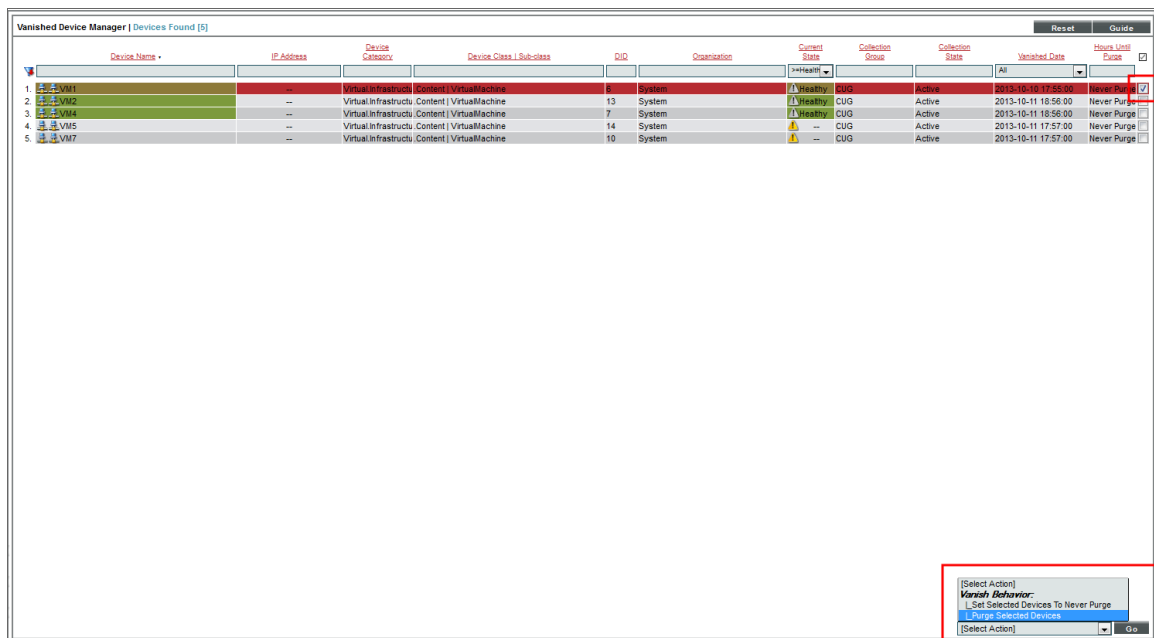 Vanished Device Manager | Devices Found [5] Reset Guide
Device Name IP Address Device Category Device Class | Sub-class DID Organization Current State Collection Group Collection State Vanished Date Hours Until Purge
>=Health All
1. VM1 -- Virtual.Infrastructu Content | VirtualMachine 6 System Healthy CUG Active 2013-10-10 17:55:00 Never Purge
2. VM2 -- Virtual.Infrastructu Content | VirtualMachine 13 System Healthy CUG Active 2013-10-11 18:56:00 Never Purge
3. VM4 -- Virtual.Infrastructu Content | VirtualMachine 7 System Healthy CUG Active 2013-10-11 18:56:00 Never Purge
4. VM5 -- Virtual.Infrastructu Content | VirtualMachine 14 System -- CUG Active 2013-10-11 17:57:00 Never Purge
5. VM7 -- Virtual.Infrastructu Content | VirtualMachine 10 System -- CUG Active 2013-10-11 17:57:00 Never Purge
[Select Action]
Vanish Behavior:
|_Set Selected Devices To Never Purge
|_Purge Selected Devices
[Select Action] Go